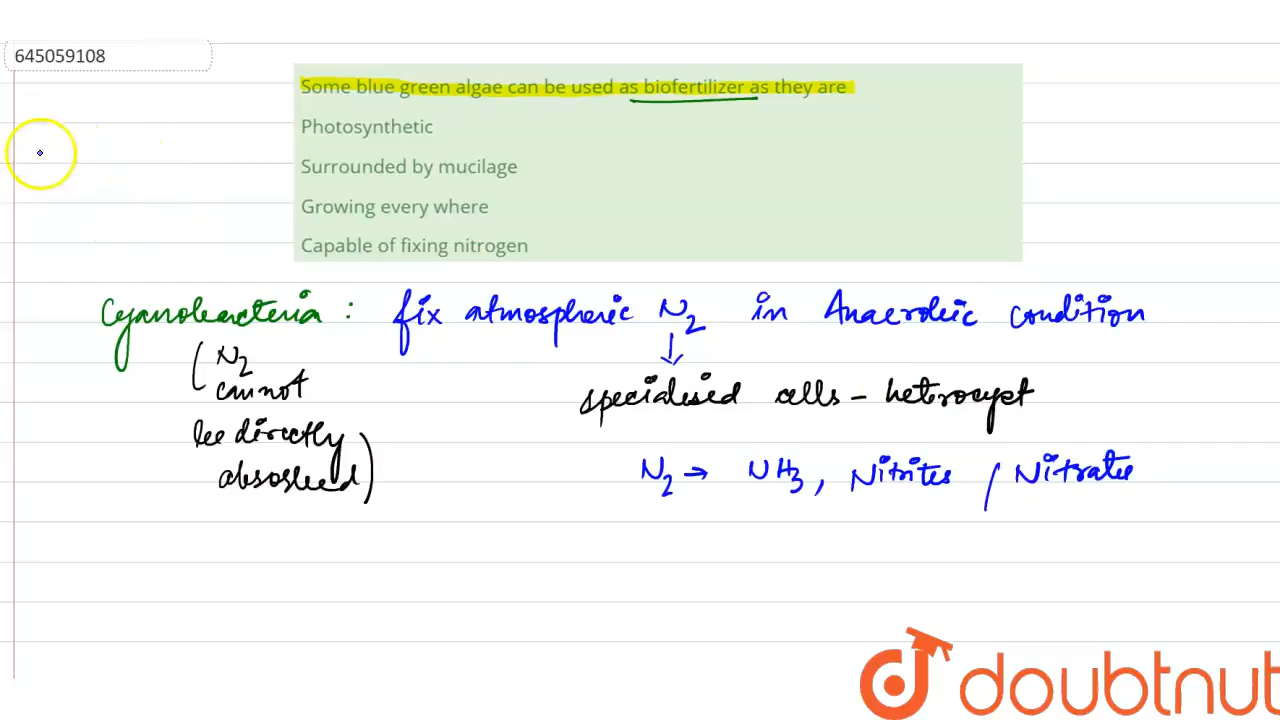 645059108
Some blue green algae can be used as biofertilizer as they are
Photosynthetic
Surrounded by mucilage
Growing every where
Capable of fixing nitrogen
Cyanobacteria : fix atmospheric N2 in Anaerobic condition
(N2
cannot
be directly
absorbed)
specialised cells - heterocyst
N2 → NH3, Nitrites / Nitrates
doubtnut